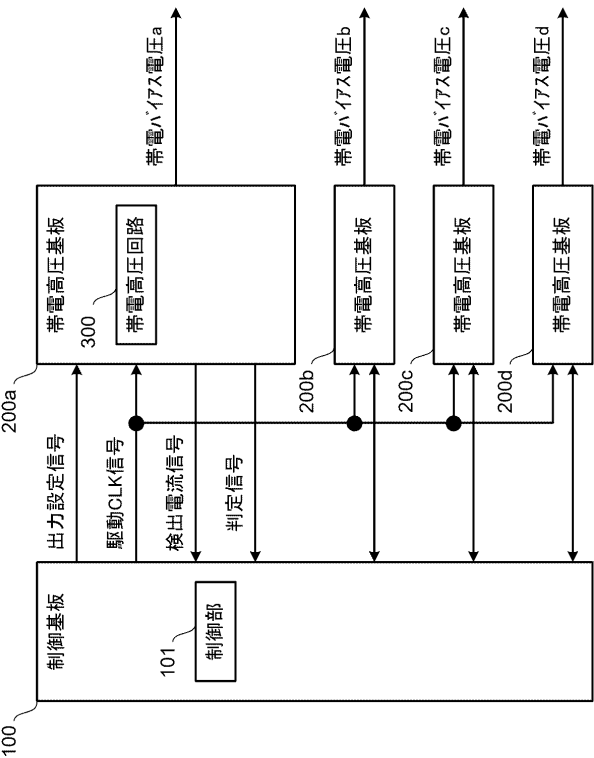 100
制御基板
101
制御部
出力設定信号
駆動CLK信号
検出電流信号
判定信号
200a
帯電高圧基板
300
帯電高圧回路
帯電バイアス電圧a
200b
帯電高圧基板
帯電バイアス電圧b
200c
帯電高圧基板
帯電バイアス電圧c
200d
帯電高圧基板
帯電バイアス電圧d